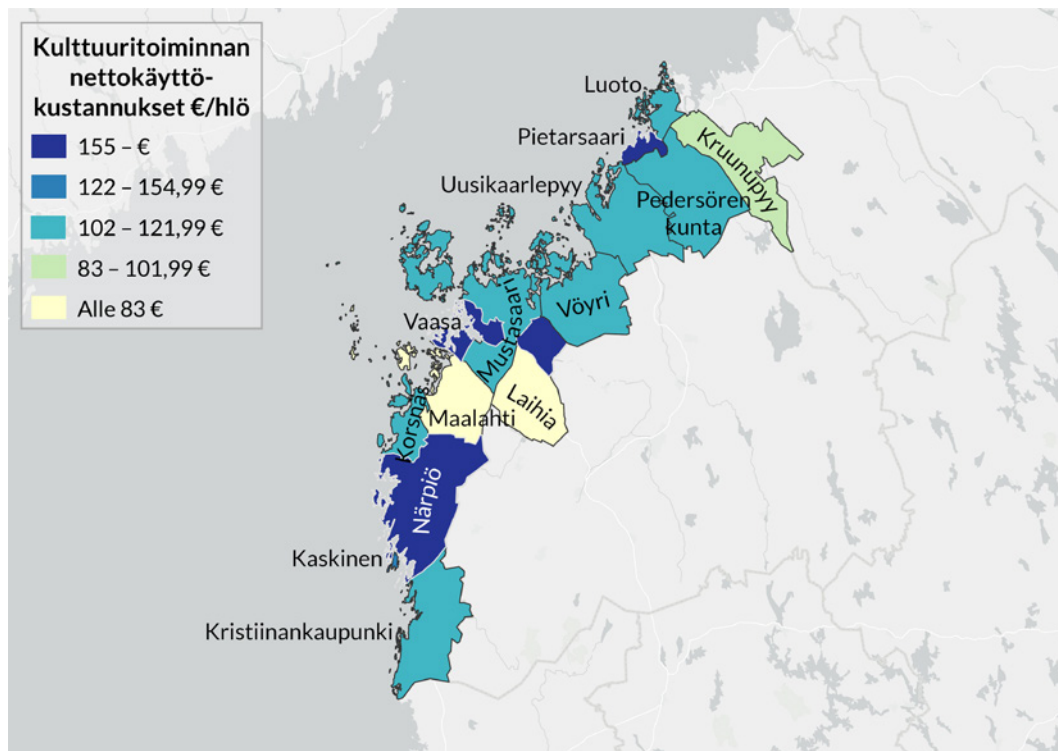 Kulttuuritoiminnan
nettokäyttö-
kustannukset €/hlö
155 – €
122 – 154,99 €
102 – 121,99 €
83 – 101,99 €
Alle 83 €
Luoto
Pietarsaari
Kruunupyy
Uusikaarlepyy
Pedersören
kunta
Vöyri
Mustasaari
Vaasa
Laihia
Maalahti
Korsnäs
Närpiö
Kaskinen
Kristiinankaupunki